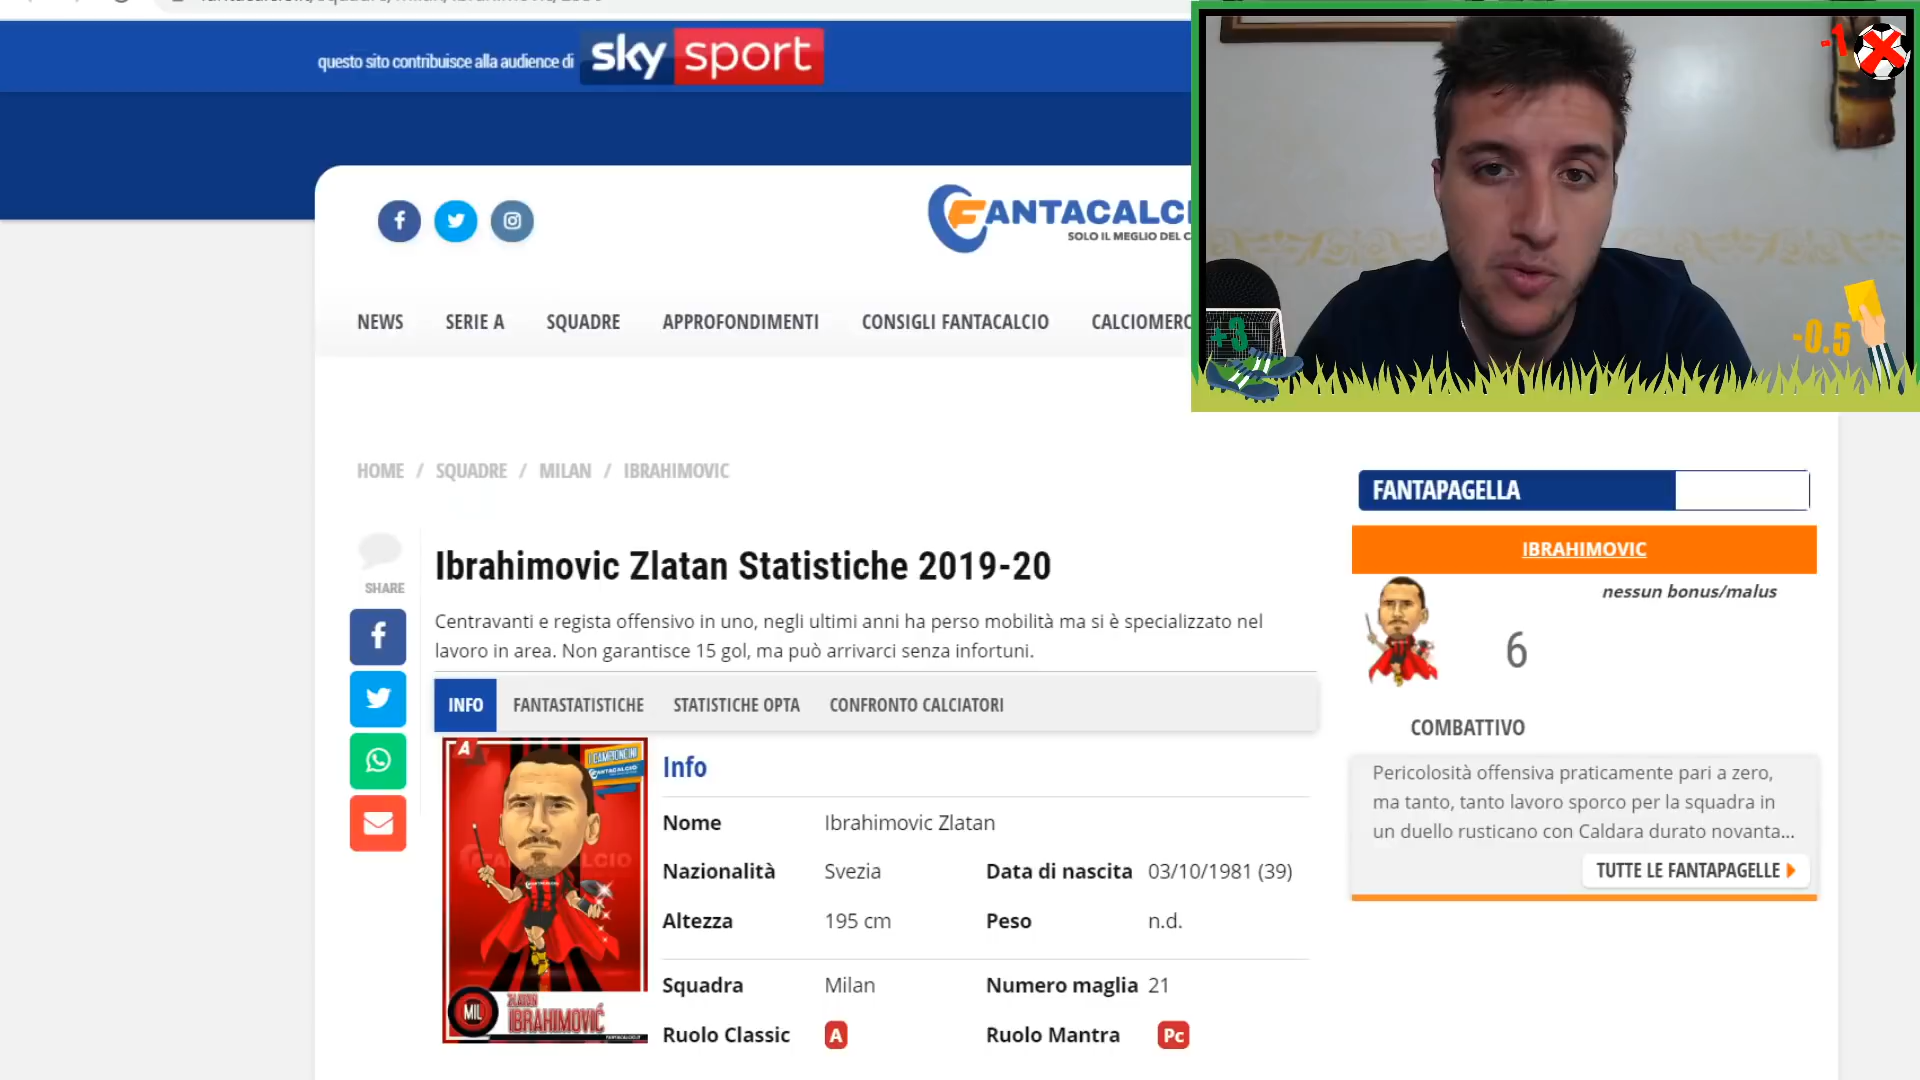 questo sito contribuisce alla audience di
sky sport
FANTACALCI
SOLO IL MEGLIO DEL C
NEWS SERIE A SQUADRE APPROFONDIMENTI CONSIGLI FANTACALCIO CALCIOMERC
-1
+3
-0.5
HOME / SQUADRE / MILAN / IBRAHIMOVIC
SHARE
Ibrahimovic Zlatan Statistiche 2019-20
Centravanti e regista offensivo in uno, negli ultimi anni ha perso mobilità ma si è specializzato nel
lavoro in area. Non garantisce 15 gol, ma può arrivarci senza infortuni.
INFO FANTASTATISTICHE STATISTICHE OPTA CONFRONTO CALCIATORI
A
I CAMPIONCINI
FANTACALCIO
MIL
ZLATAN
IBRAHIMOVIĆ
Info
Nome Ibrahimovic Zlatan
Nazionalità Svezia Data di nascita 03/10/1981 (39)
Altezza 195 cm Peso n.d.
Squadra Milan Numero maglia 21
Ruolo Classic A Ruolo Mantra Pc
FANTAPAGELLA
IBRAHIMOVIC
nessun bonus/malus
6
COMBATTIVO
Pericolosità offensiva praticamente pari a zero,
ma tanto, tanto lavoro sporco per la squadra in
un duello rusticano con Caldara durato novanta...
TUTTE LE FANTAPAGELLE